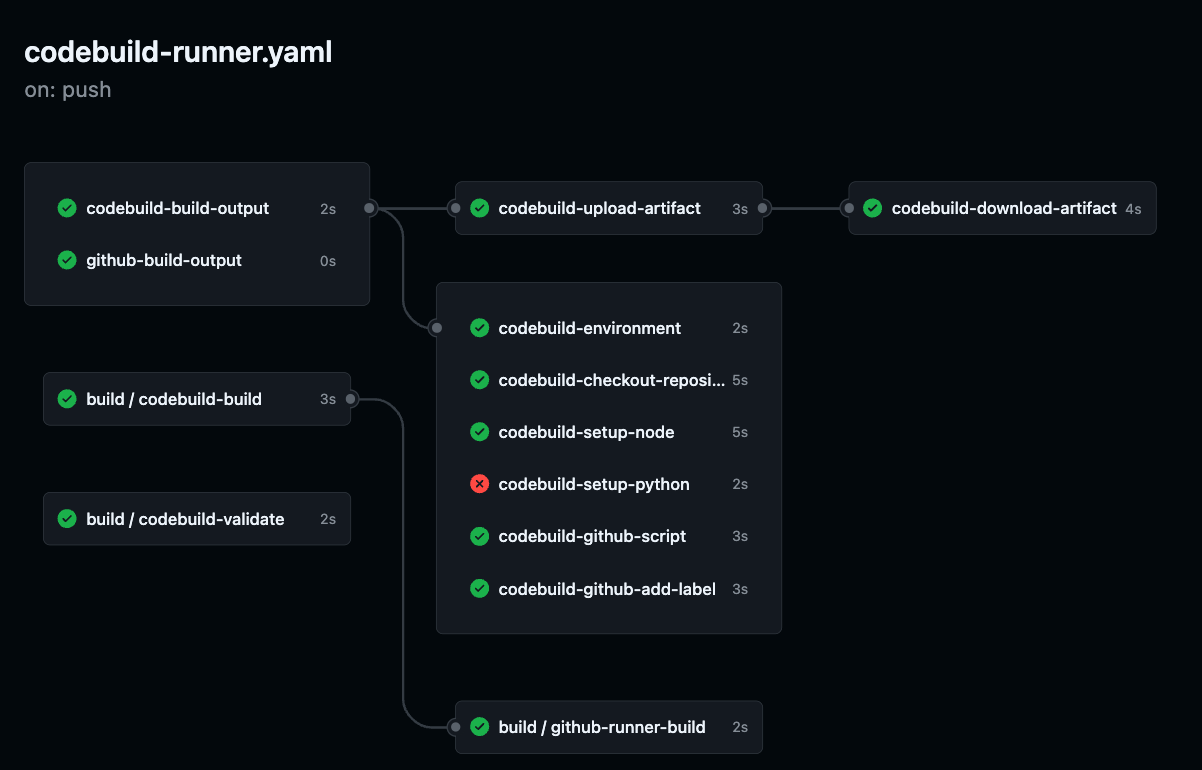 codebuild-runner.yaml
on: push
codebuild-build-output 2s
github-build-output 0s
codebuild-upload-artifact 3s
codebuild-download-artifact 4s
codebuild-environment 2s
codebuild-checkout-reposi... 5s
codebuild-setup-node 5s
codebuild-setup-python 2s
codebuild-github-script 3s
codebuild-github-add-label 3s
build / codebuild-build 3s
build / codebuild-validate 2s
build / github-runner-build 2s